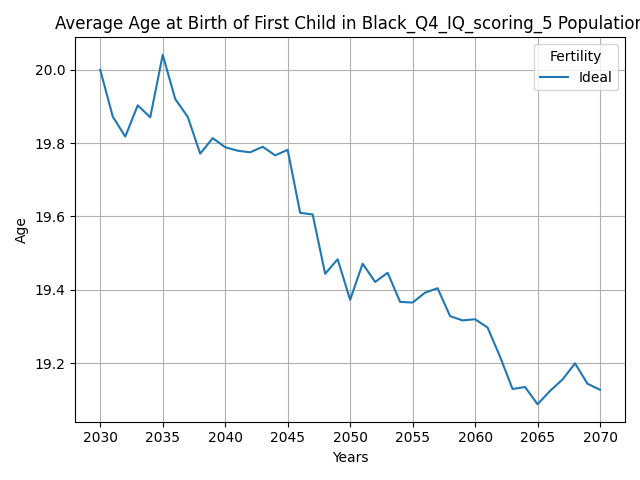 Average Age at Birth of First Child in Black_Q4_IQ_scoring_5 Population
Fertility
Ideal
20.0
19.8
19.6
19.4
19.2
Age
2030 2035 2040 2045 2050 2055 2060 2065 2070
Years